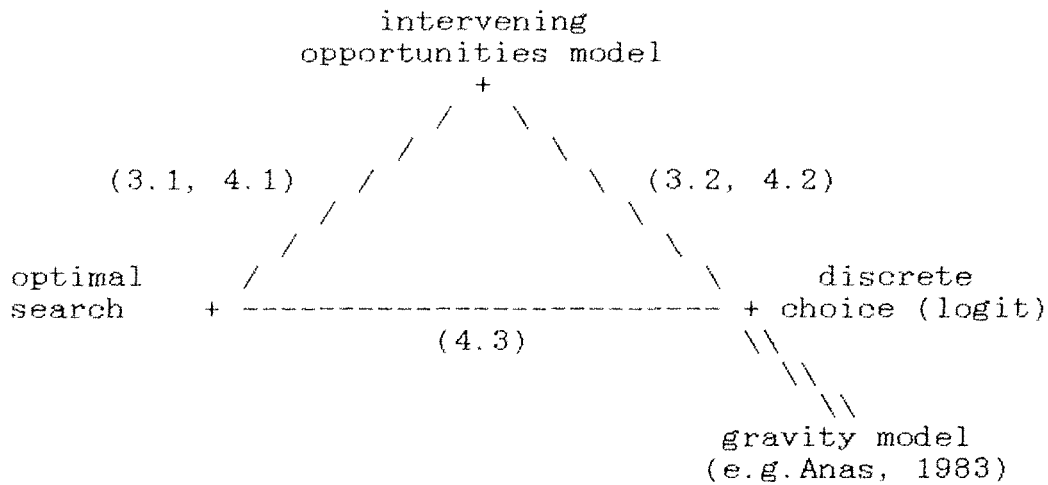 intervening
opportunities model
+
(3.1, 4.1)
(3.2, 4.2)
optimal
search
+
+
discrete
choice (logit)
(4.3)
gravity model
(e.g.Anas, 1983)